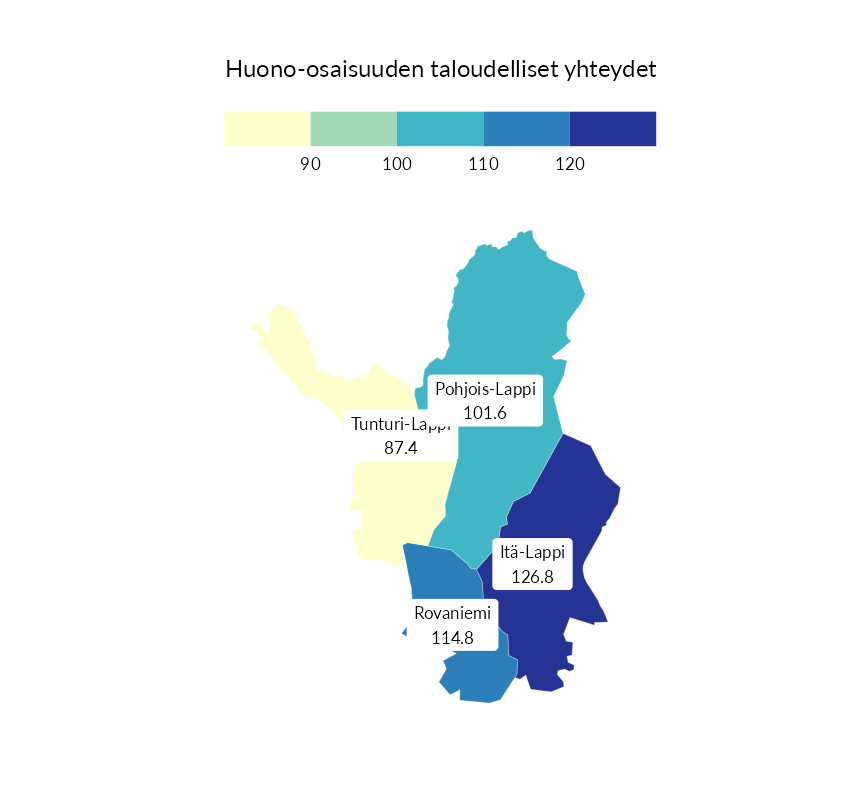 Huono-osaisuuden taloudelliset yhteydet
90 100 110 120
Pohjois-Lappi
101.6
Tunturi-Lappi
87.4
Itä-Lappi
126.8
Rovaniemi
114.8